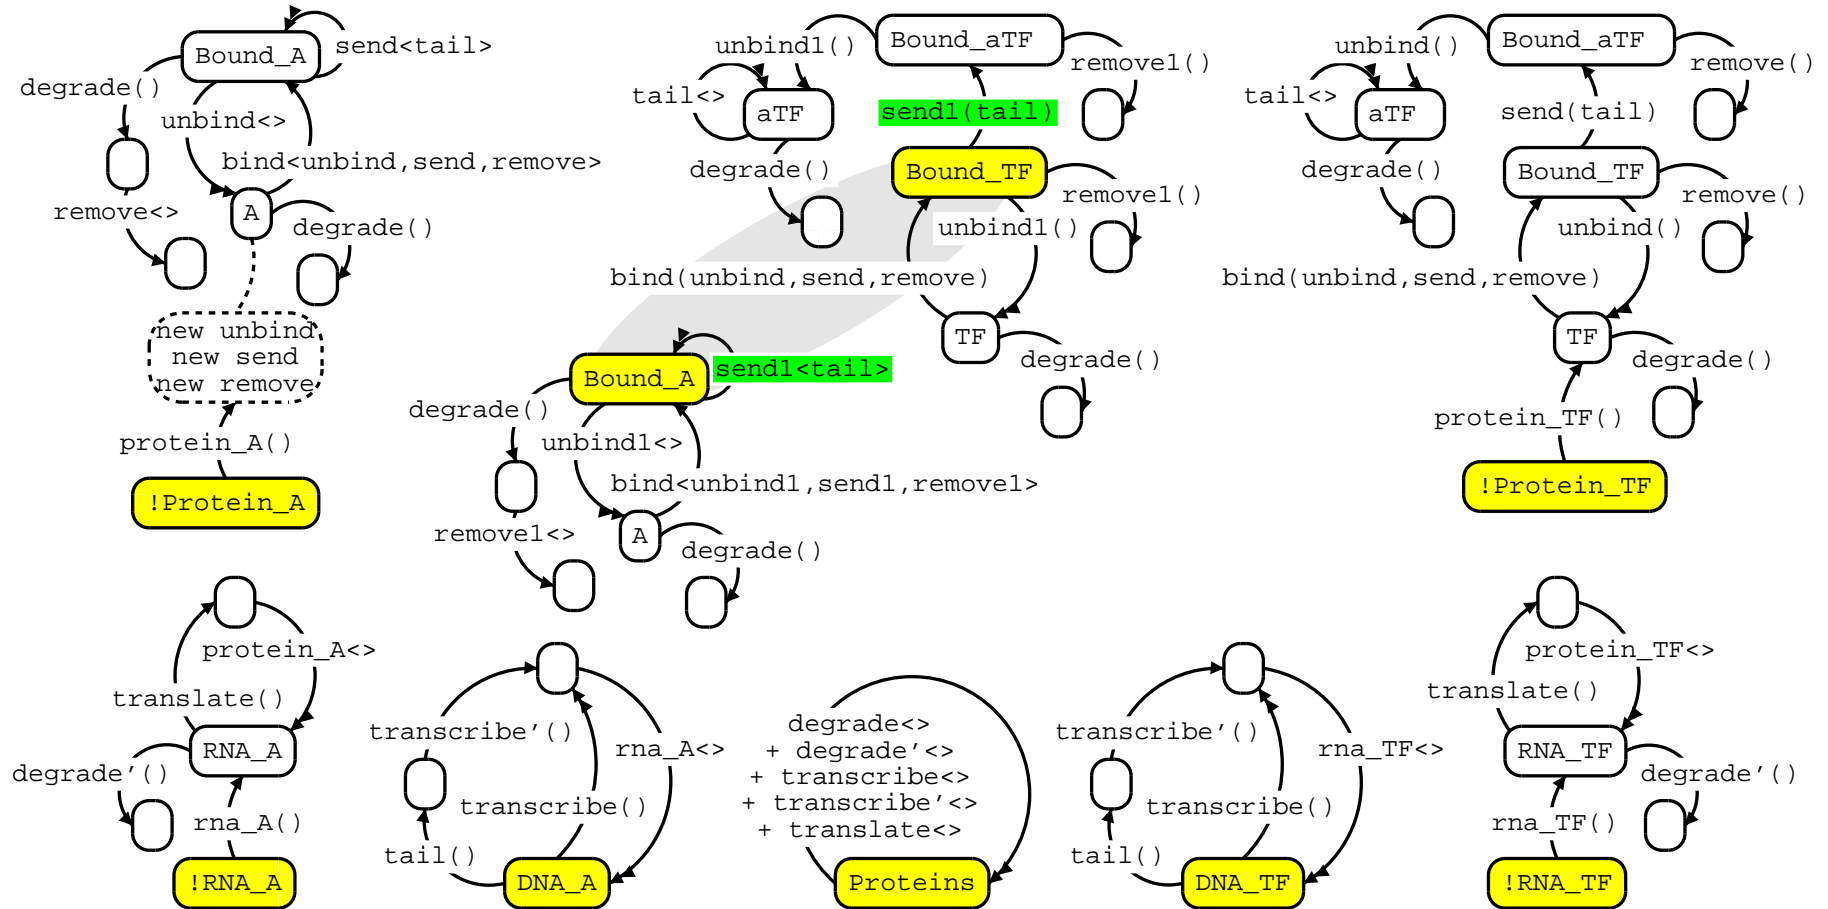 Bound_A
send<tail>
degrade()
unbind<>
bind<unbind,send,remove>
A
remove<>
degrade()
new unbind
new send
new remove
protein_A()
!Protein_A
unbind1()
Bound_aTF
remove1()
tail<>
aTF
send1(tail)
degrade()
Bound_TF
remove1()
unbind1()
bind(unbind,send,remove)
TF
degrade()
Bound_A
send1<tail>
degrade()
unbind1<>
bind<unbind1,send1,remove1>
remove1<>
A
degrade()
unbind()
Bound_aTF
remove()
tail<>
aTF
send(tail)
degrade()
Bound_TF
remove()
unbind()
bind(unbind,send,remove)
TF
degrade()
protein_TF()
!Protein_TF
protein_A<>
translate()
RNA_A
degrade'()
rna_A()
!RNA_A
transcribe'()
rna_A<>
transcribe()
tail()
DNA_A
degrade<>
+ degrade'<>
+ transcribe<>
+ transcribe'<>
+ translate<>
Proteins
transcribe'()
rna_TF<>
transcribe()
tail()
DNA_TF
protein_TF<>
translate()
RNA_TF
degrade'()
rna_TF()
!RNA_TF